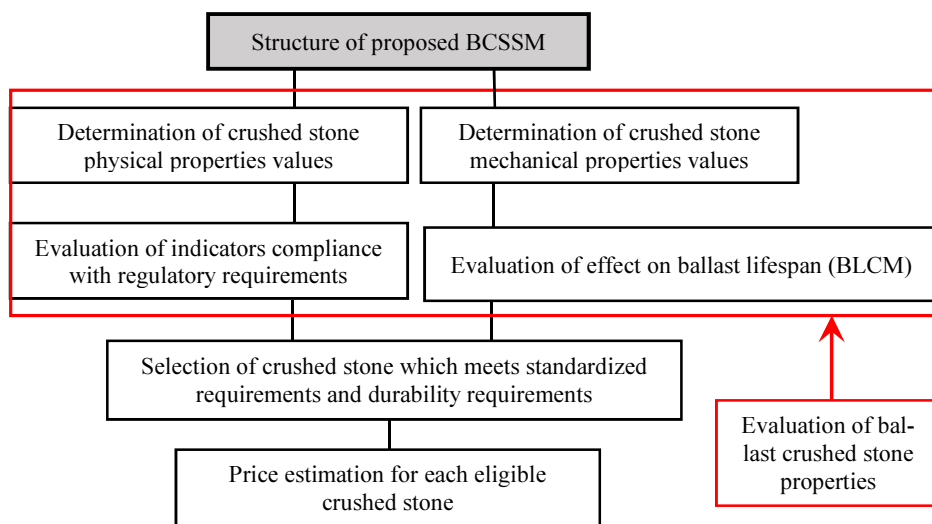 Structure of proposed BCSSM
Determination of crushed stone
physical properties values
Determination of crushed stone
mechanical properties values
Evaluation of indicators compliance
with regulatory requirements
Evaluation of effect on ballast lifespan (BLCM)
Selection of crushed stone which meets standardized
requirements and durability requirements
Evaluation of bal-
last crushed stone
properties
Price estimation for each eligible
crushed stone